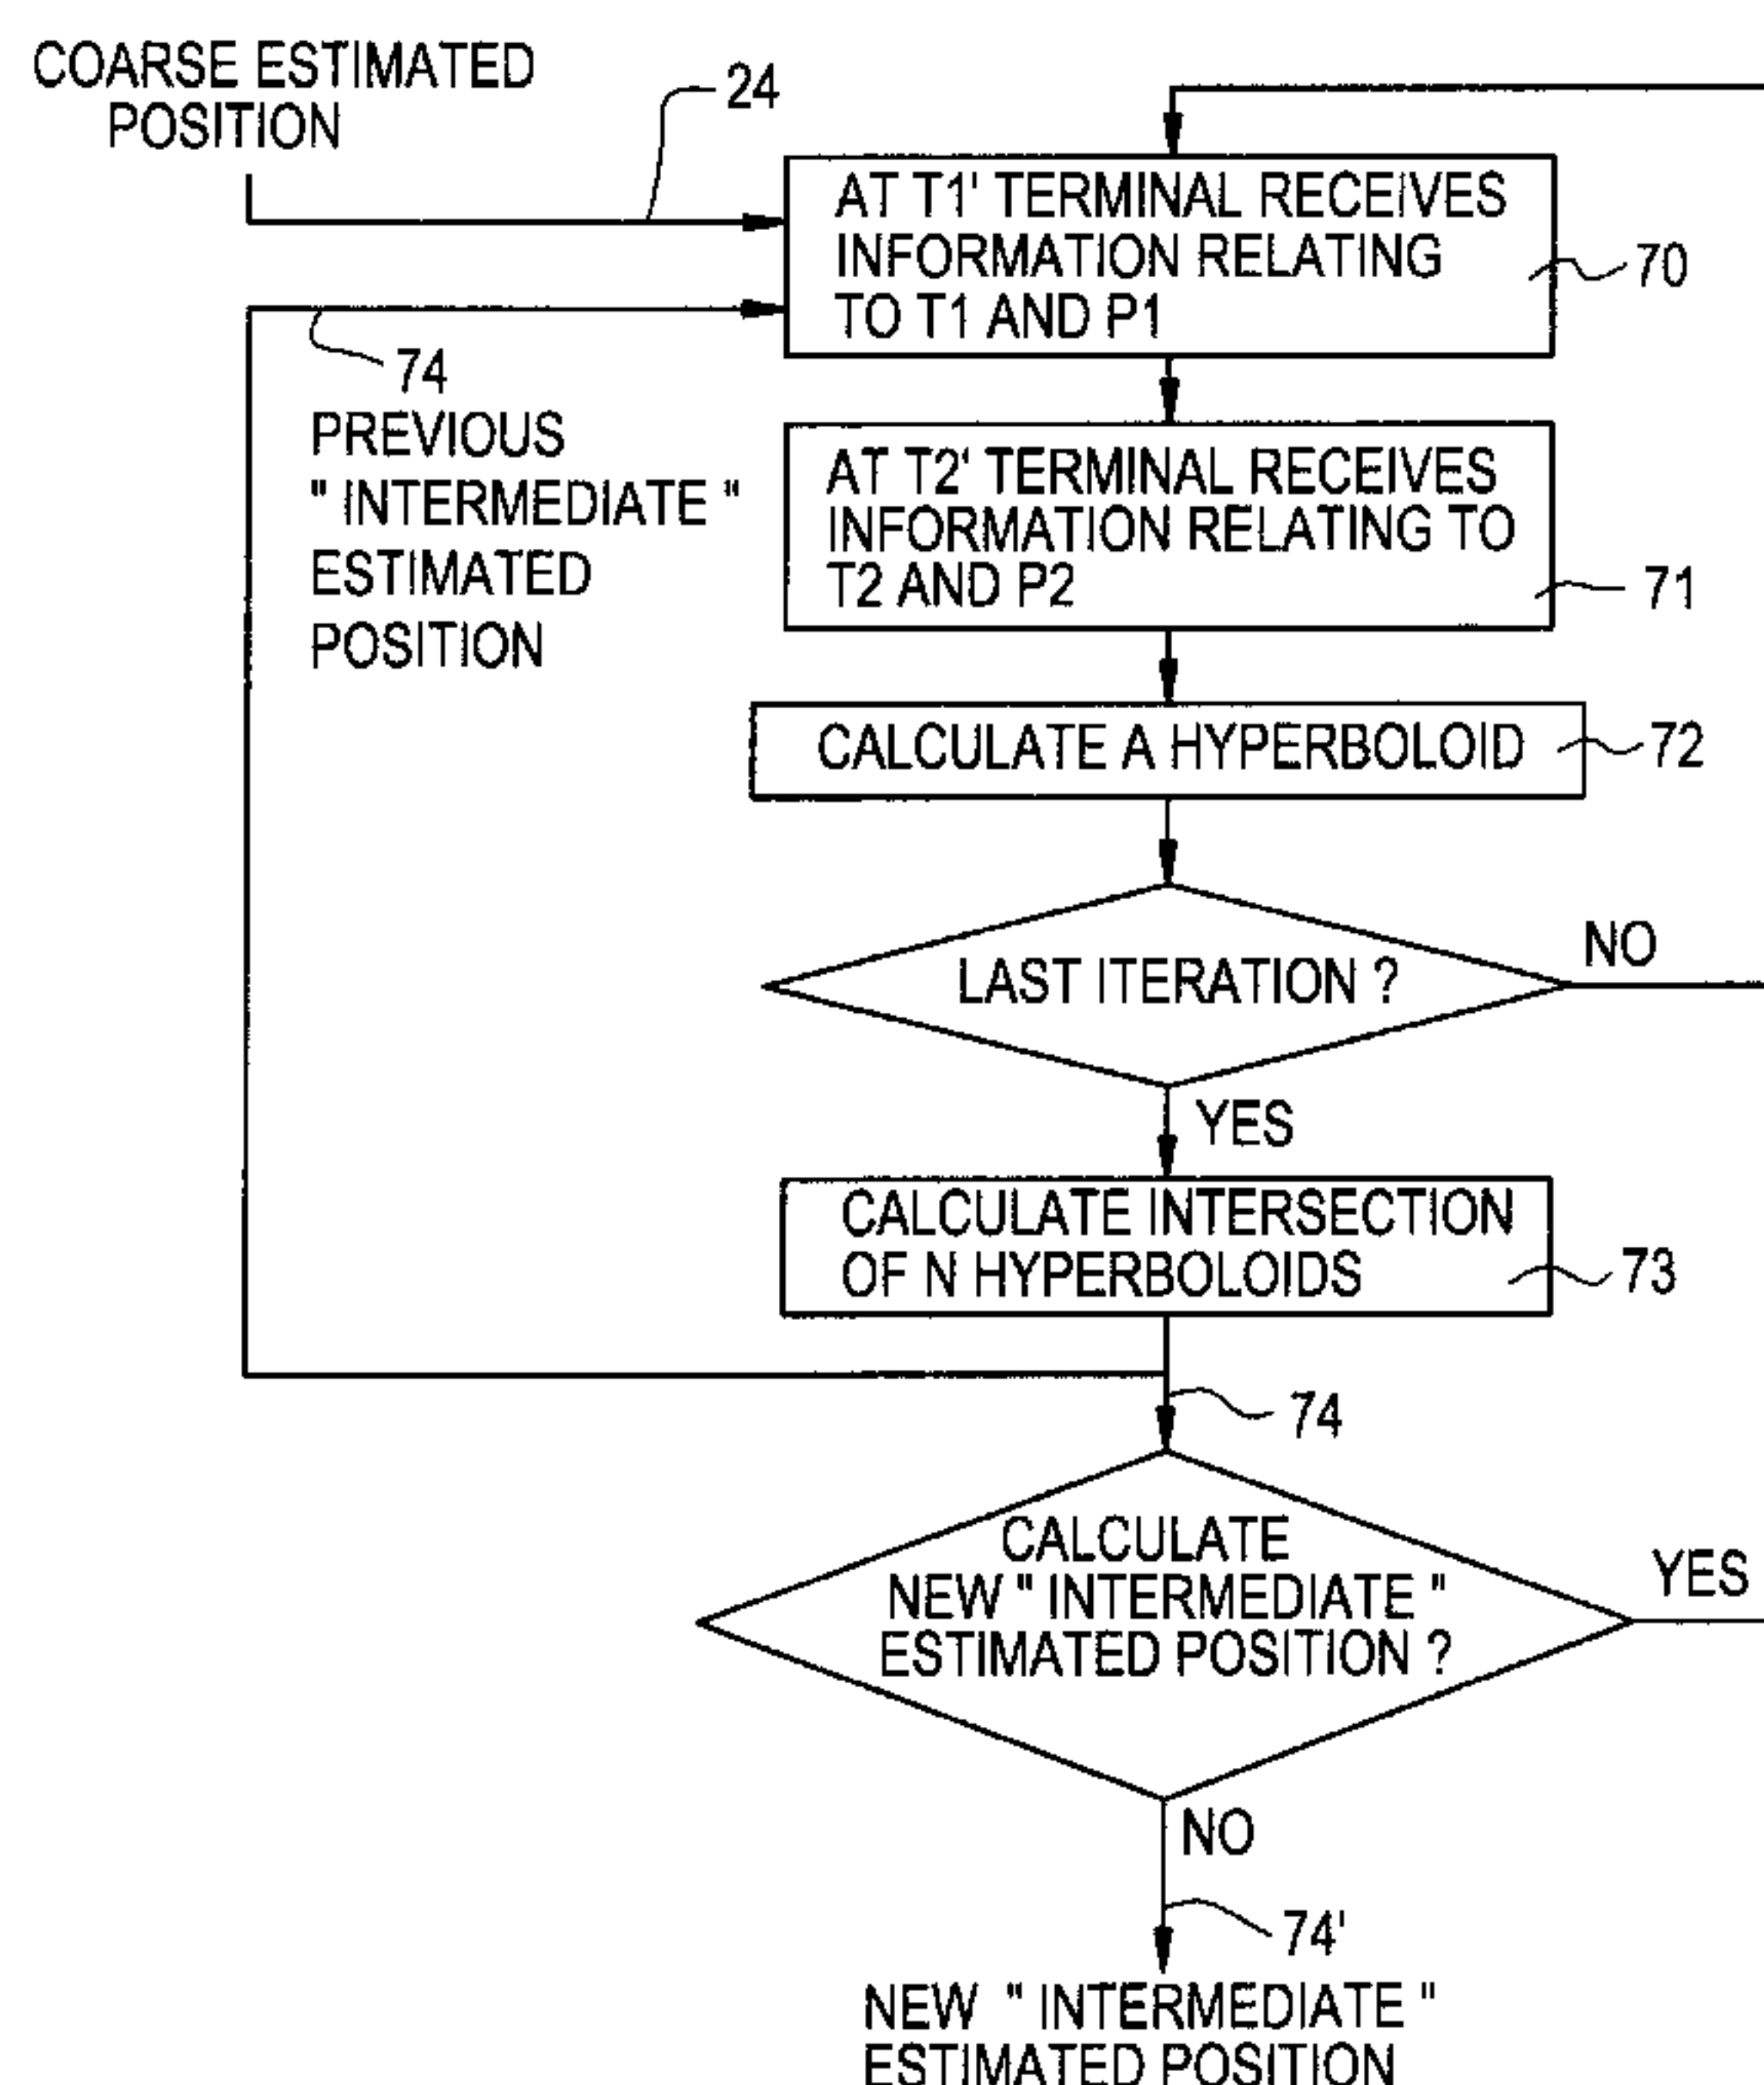 COARSE ESTIMATED
POSITION
24
AT T1' TERMINAL RECEIVES
INFORMATION RELATING
TO T1 AND P1
70
74
PREVIOUS
" INTERMEDIATE "
ESTIMATED
POSITION
AT T2' TERMINAL RECEIVES
INFORMATION RELATING TO
T2 AND P2
71
CALCULATE A HYPERBOLOID
72
LAST ITERATION ?
NO
YES
CALCULATE INTERSECTION
OF N HYPERBOLOIDS
73
74
CALCULATE
NEW " INTERMEDIATE "
ESTIMATED POSITION ?
YES
NO
74'
NEW " INTERMEDIATE "
ESTIMATED POSITION